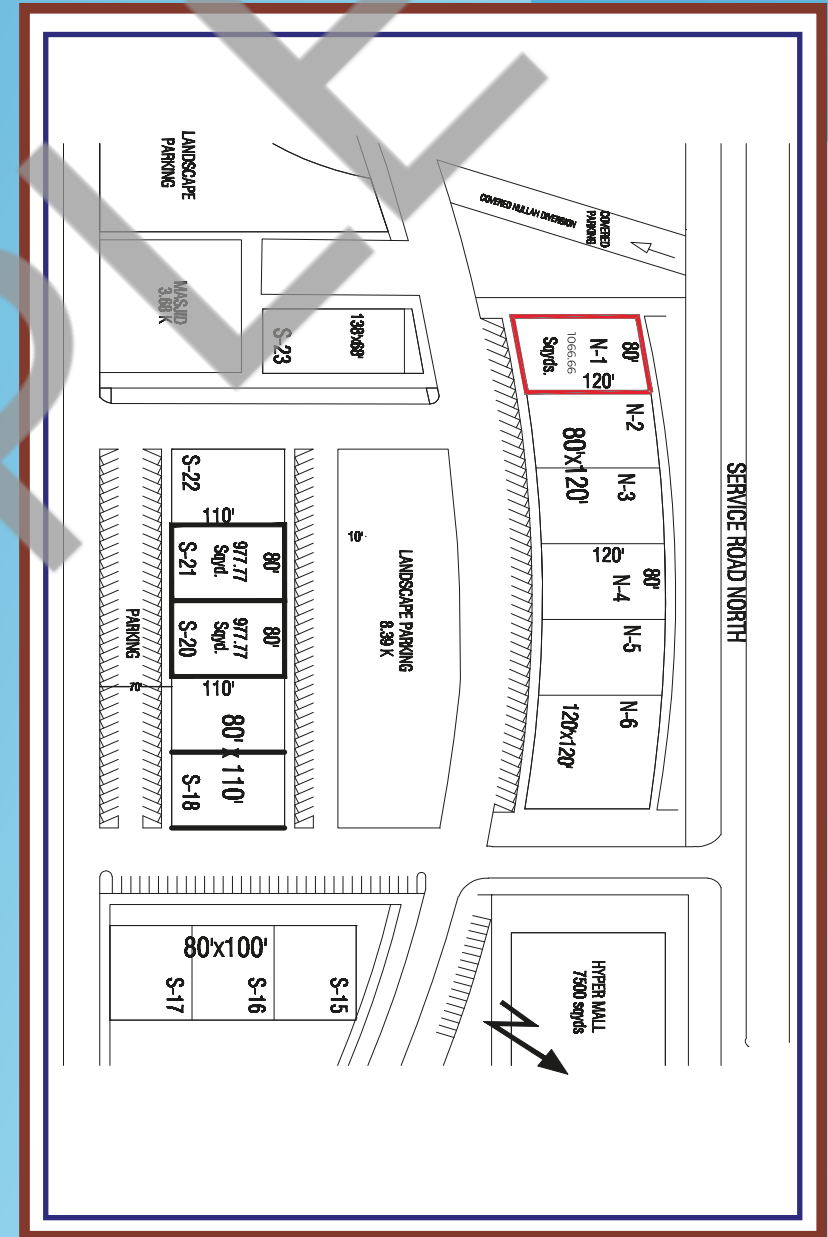 LANDSCAPE
PARKING
COVERED NULLAH DIVERSION
COVERED
PARKING
MASJID
3.68 K
S-23
138'x68'
80'
N-1
120'
1066.66
Sqyds.
N-2
80'x120'
N-3
120'
80'
N-4
N-5
N-6
120'x120'
SERVICE ROAD NORTH
S-22
110'
80'
977.77
Sqyd.
S-21
80'
977.77
Sqyd.
S-20
110'
80' x 110'
S-18
PARKING
70'
10'
LANDSCAPE PARKING
8.39 K
80'x100'
S-17
S-16
S-15
HYPER MALL
7500 sqyds